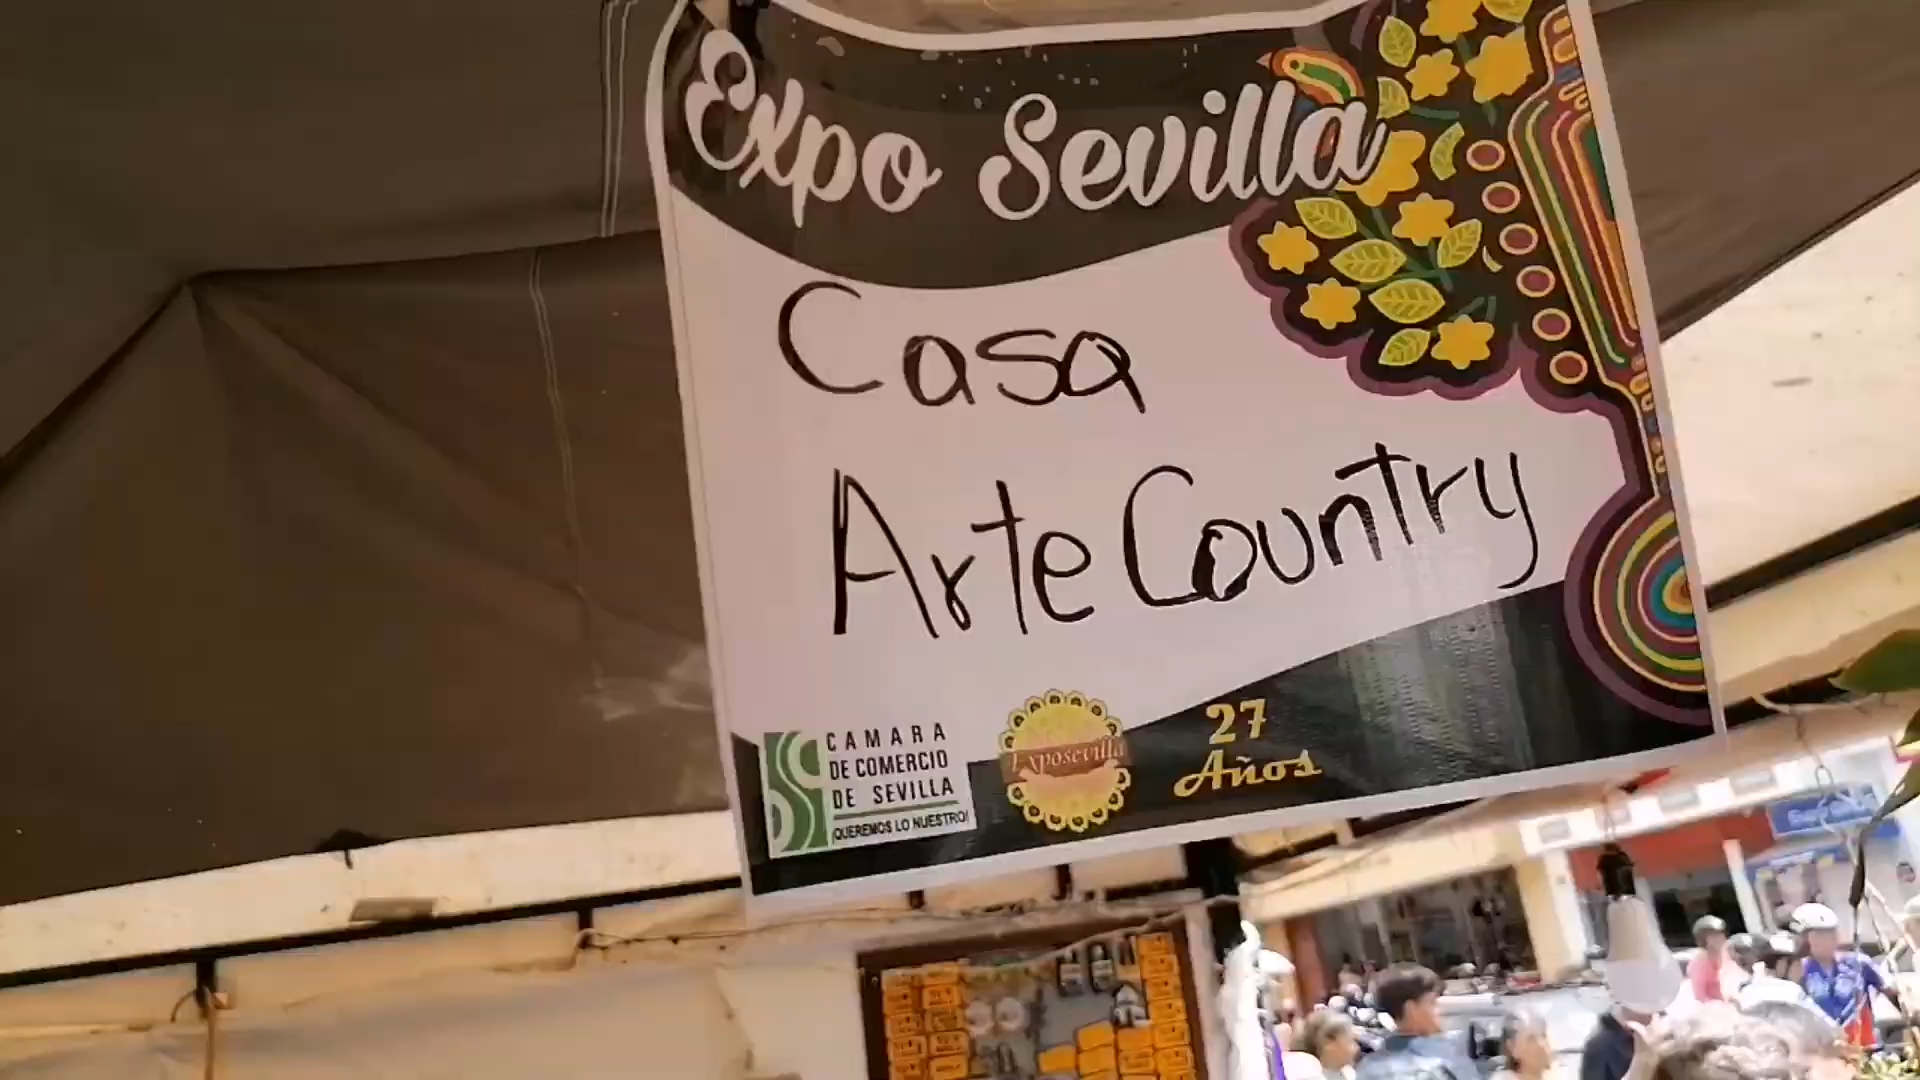 Expo Sevilla
Casa
Arte Country
CAMARA
DE COMERCIO
DE SEVILLA
¡QUEREMOS LO NUESTRO!
Exposevilla
27
Años